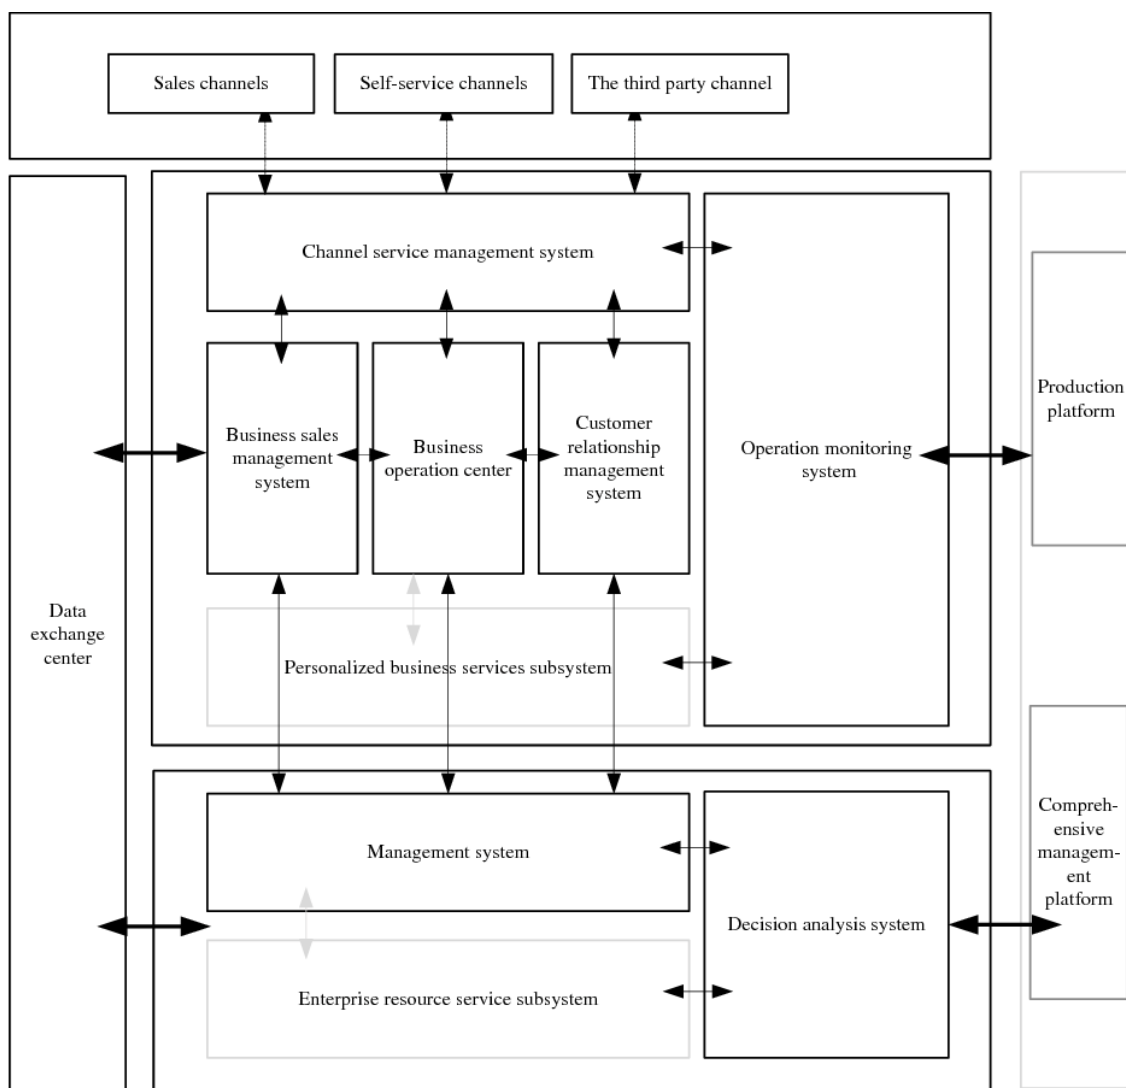 Sales channels
Self-service channels
The third party channel
Channel service management system
Business sales
management
system
Business
operation center
Customer
relationship
management
system
Operation monitoring
system
Production
platform
Data
exchange
center
Personalized business services subsystem
Management system
Decision analysis system
Enterprise resource service subsystem
Compreh-
ensive
managem-
ent
platform